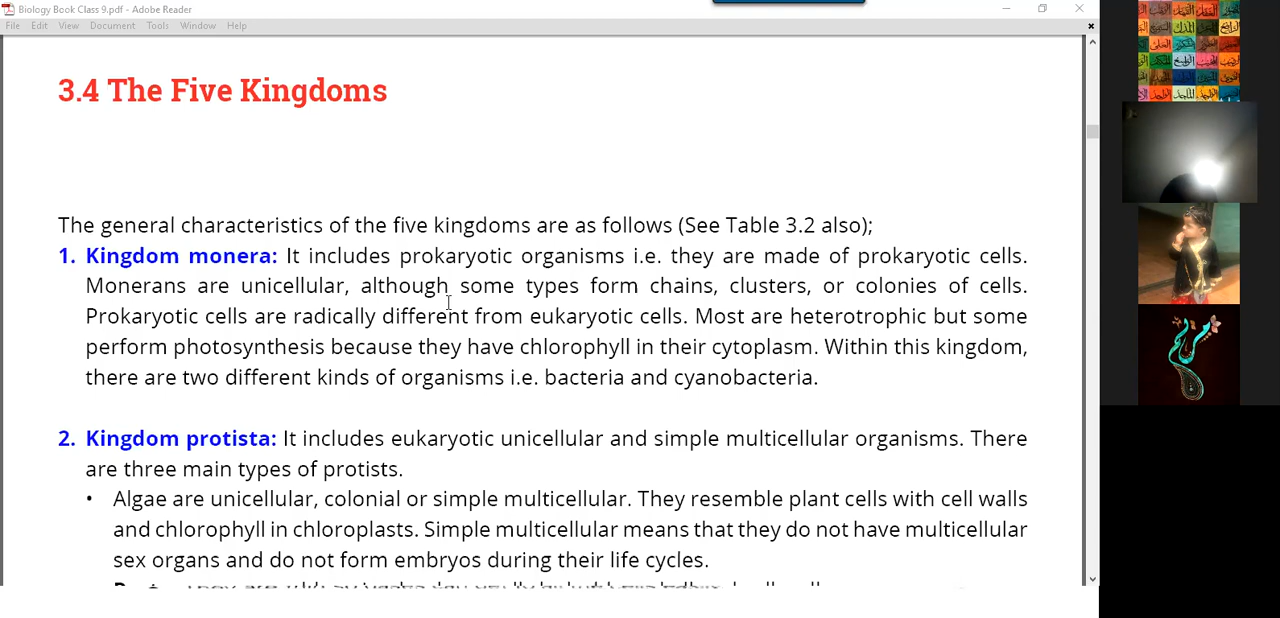 Biology Book Class 9.pdf - Adobe Reader
File Edit View Document Tools Window Help
3.4 The Five Kingdoms
The general characteristics of the five kingdoms are as follows (See Table 3.2 also);
1. Kingdom monera: It includes prokaryotic organisms i.e. they are made of prokaryotic cells.
Monerans are unicellular, although some types form chains, clusters, or colonies of cells.
Prokaryotic cells are radically different from eukaryotic cells. Most are heterotrophic but some
perform photosynthesis because they have chlorophyll in their cytoplasm. Within this kingdom,
there are two different kinds of organisms i.e. bacteria and cyanobacteria.
2. Kingdom protista: It includes eukaryotic unicellular and simple multicellular organisms. There
are three main types of protists.
• Algae are unicellular, colonial or simple multicellular. They resemble plant cells with cell walls
and chlorophyll in chloroplasts. Simple multicellular means that they do not have multicellular
sex organs and do not form embryos during their life cycles.